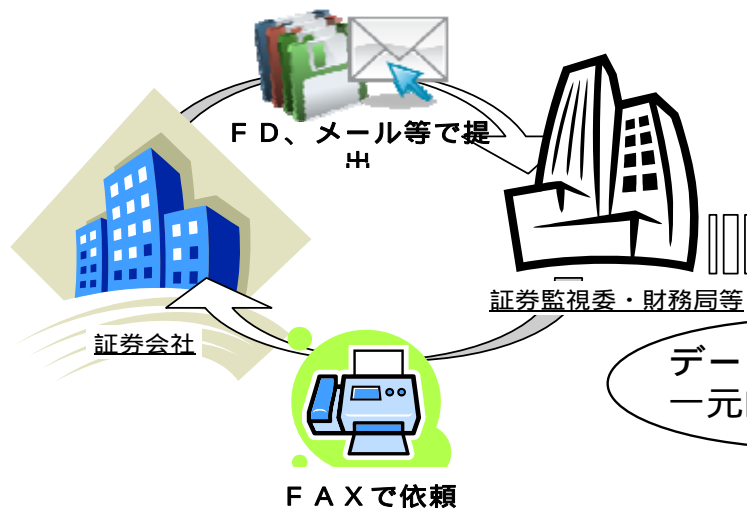 ＦＤ、メール等で提
出
証券監視委・財務局等
証券会社
デー
一元
ＦＡＸで依頼